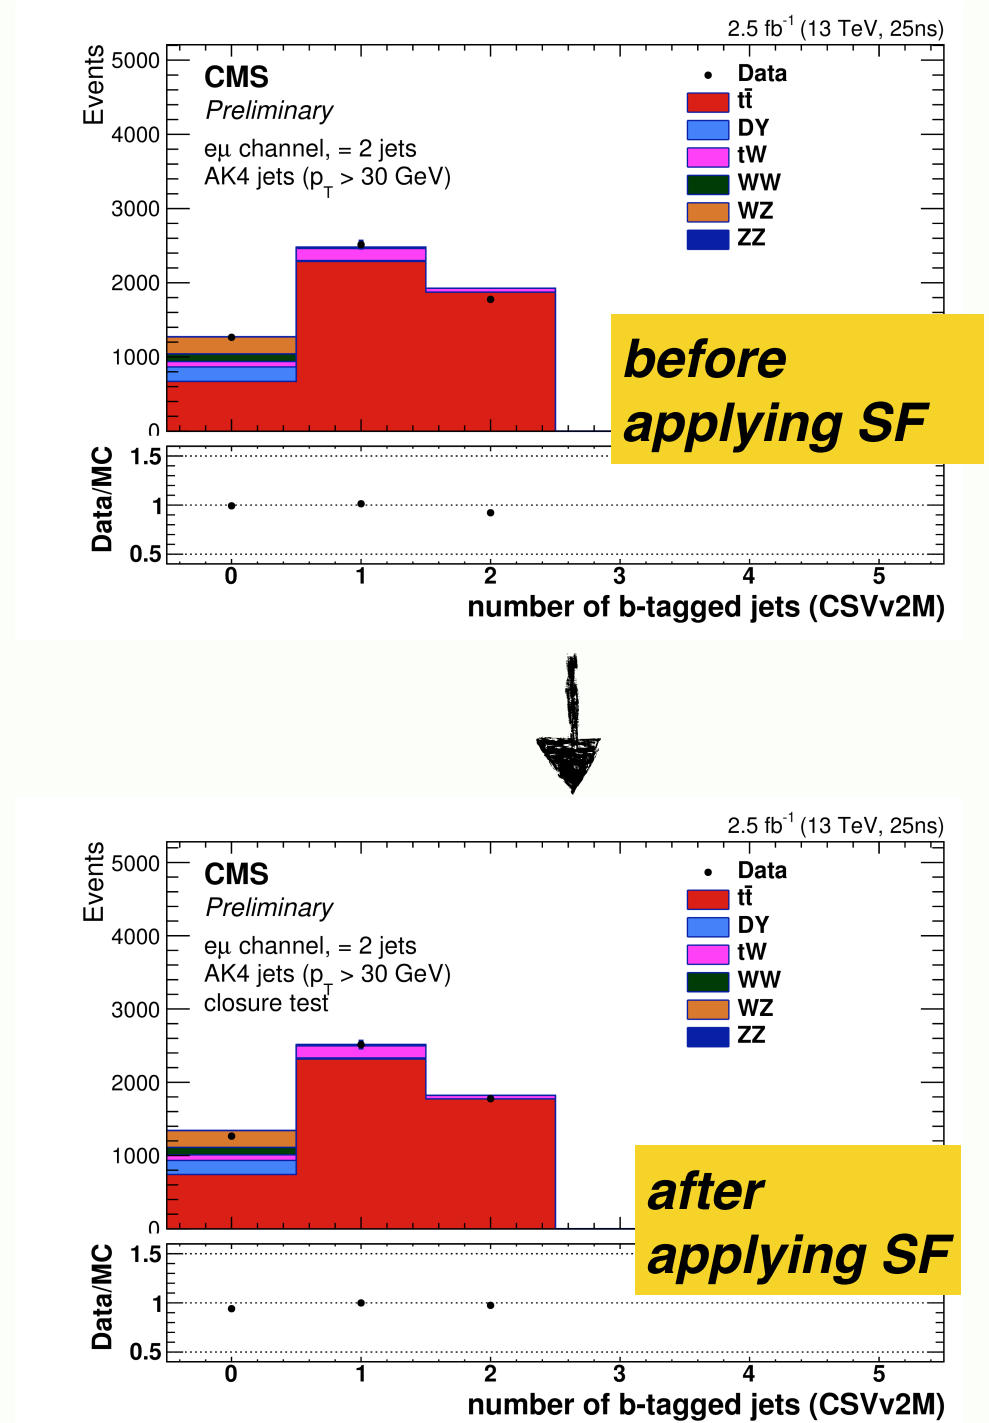 2.5 fb-1 (13 TeV, 25ns)
Events
5000
4000
3000
2000
1000
0
CMS
Preliminary
eμ channel, = 2 jets
AK4 jets (pT > 30 GeV)
Data
tt̄
DY
tW
WW
WZ
ZZ
before
applying SF
Data/MC
1.5
1
0.5
0 1 2 3 4 5
number of b-tagged jets (CSVv2M)
2.5 fb-1 (13 TeV, 25ns)
Events
5000
4000
3000
2000
1000
0
CMS
Preliminary
eμ channel, = 2 jets
AK4 jets (pT > 30 GeV)
closure test
Data
tt̄
DY
tW
WW
WZ
ZZ
after
applying SF
Data/MC
1.5
1
0.5
0 1 2 3 4 5
number of b-tagged jets (CSVv2M)